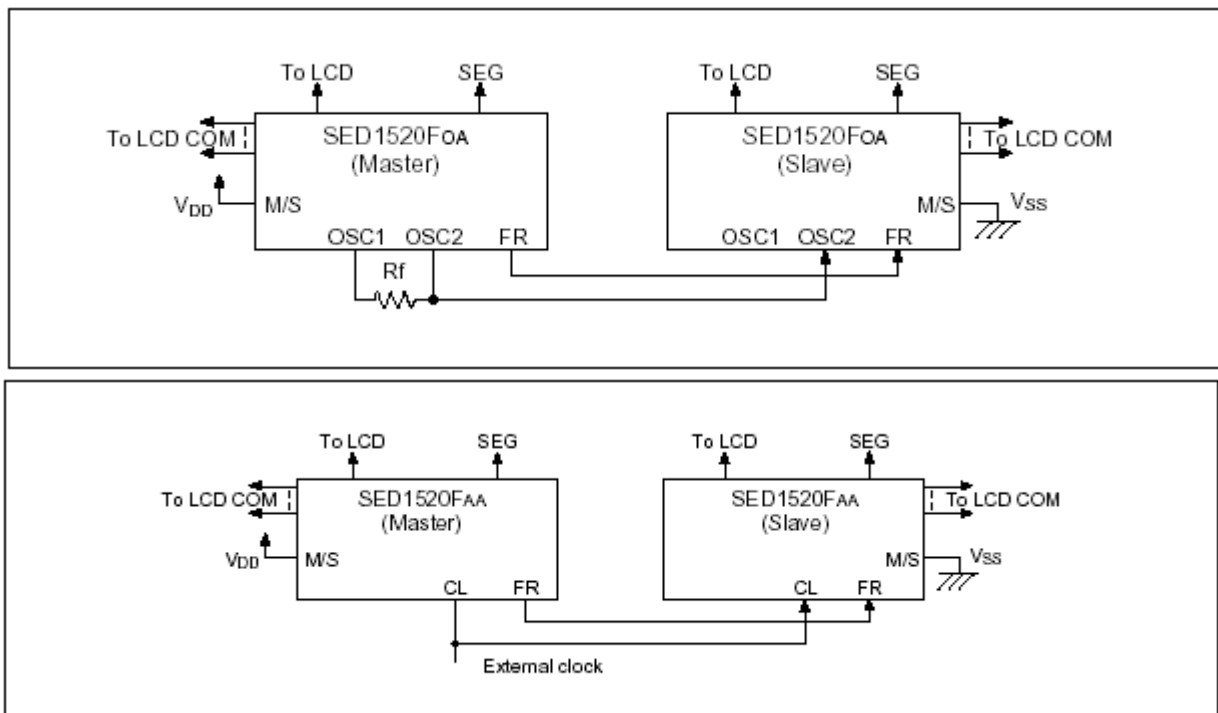 To LCD SEG To LCD SEG
To LCD COM SED1520FOA (Master) SED1520FOA (Slave) To LCD COM
VDD M/S M/S VSS
OSC1 OSC2 FR OSC1 OSC2 FR
Rf
To LCD SEG To LCD SEG
To LCD COM SED1520FAA (Master) SED1520FAA (Slave) To LCD COM
VDD M/S M/S VSS
CL FR CL FR
External clock